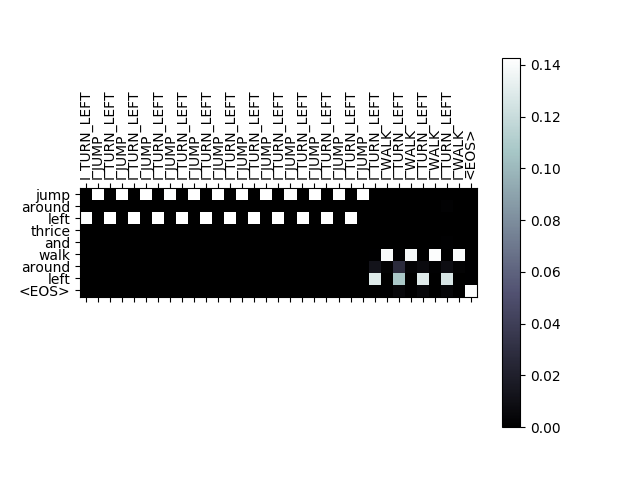 I_TURN_LEFT
I_JUMP
I_TURN_LEFT
I_JUMP
I_TURN_LEFT
I_JUMP
I_TURN_LEFT
I_JUMP
I_TURN_LEFT
I_JUMP
I_TURN_LEFT
I_JUMP
I_TURN_LEFT
I_JUMP
I_TURN_LEFT
I_JUMP
I_TURN_LEFT
I_JUMP
I_TURN_LEFT
I_JUMP
I_TURN_LEFT
I_JUMP
I_TURN_LEFT
I_JUMP
I_TURN_LEFT
I_WALK
I_TURN_LEFT
I_WALK
I_TURN_LEFT
I_WALK
I_TURN_LEFT
I_WALK
<EOS>
jump
around
left
thrice
and
walk
around
left
<EOS>
0.14
0.12
0.10
0.08
0.06
0.04
0.02
0.00